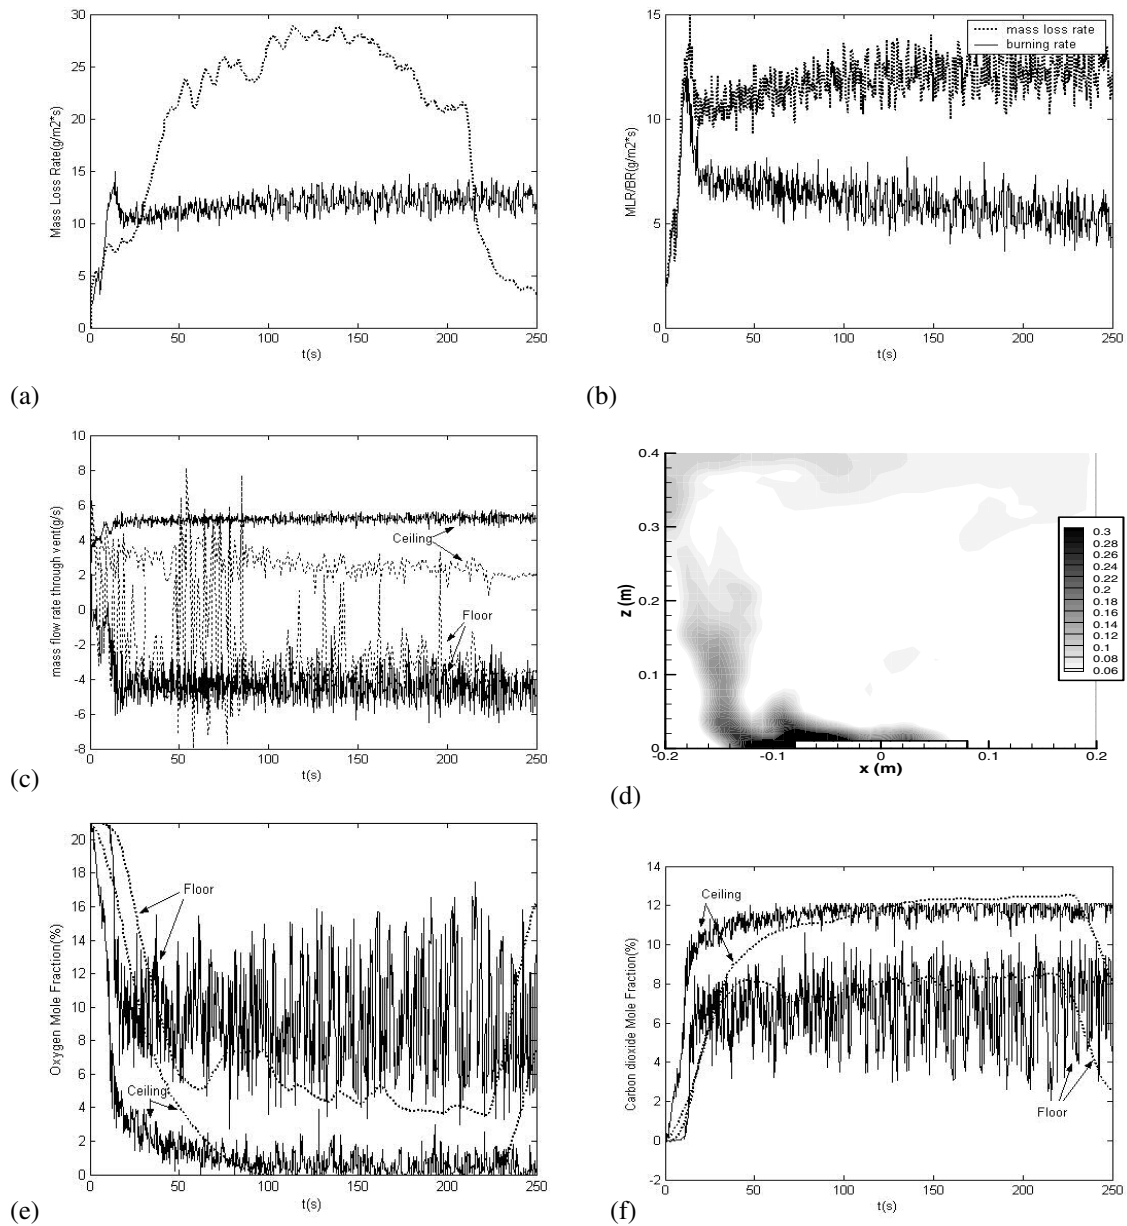 30
25
20
15
10
5
0
Mass Loss Rate(g/m2*s)
0 50 100 150 200 250
t(s)
(a)
15
10
5
0
MLR/BR(g/m2*s)
mass loss rate
burning rate
0 50 100 150 200 250
t(s)
(b)
10
8
6
4
2
0
-2
-4
-6
-8
mass flow rate through vent(g/s)
Ceiling
Floor
0 50 100 150 200 250
t(s)
(c)
0.4
0.3
0.2
0.1
0
z (m)
-0.2 -0.1 0 0.1 0.2
x (m)
0.3
0.28
0.26
0.24
0.22
0.2
0.18
0.16
0.14
0.12
0.1
0.08
0.06
(d)
20
18
16
14
12
10
8
6
4
2
0
Oxygen Mole Fraction(%)
Floor
Ceiling
0 50 100 150 200 250
t(s)
(e)
14
12
10
8
6
4
2
0
-2
Carbon dioxide Mole Fraction(%)
Ceiling
Floor
0 50 100 150 200 250
t(s)
(f)